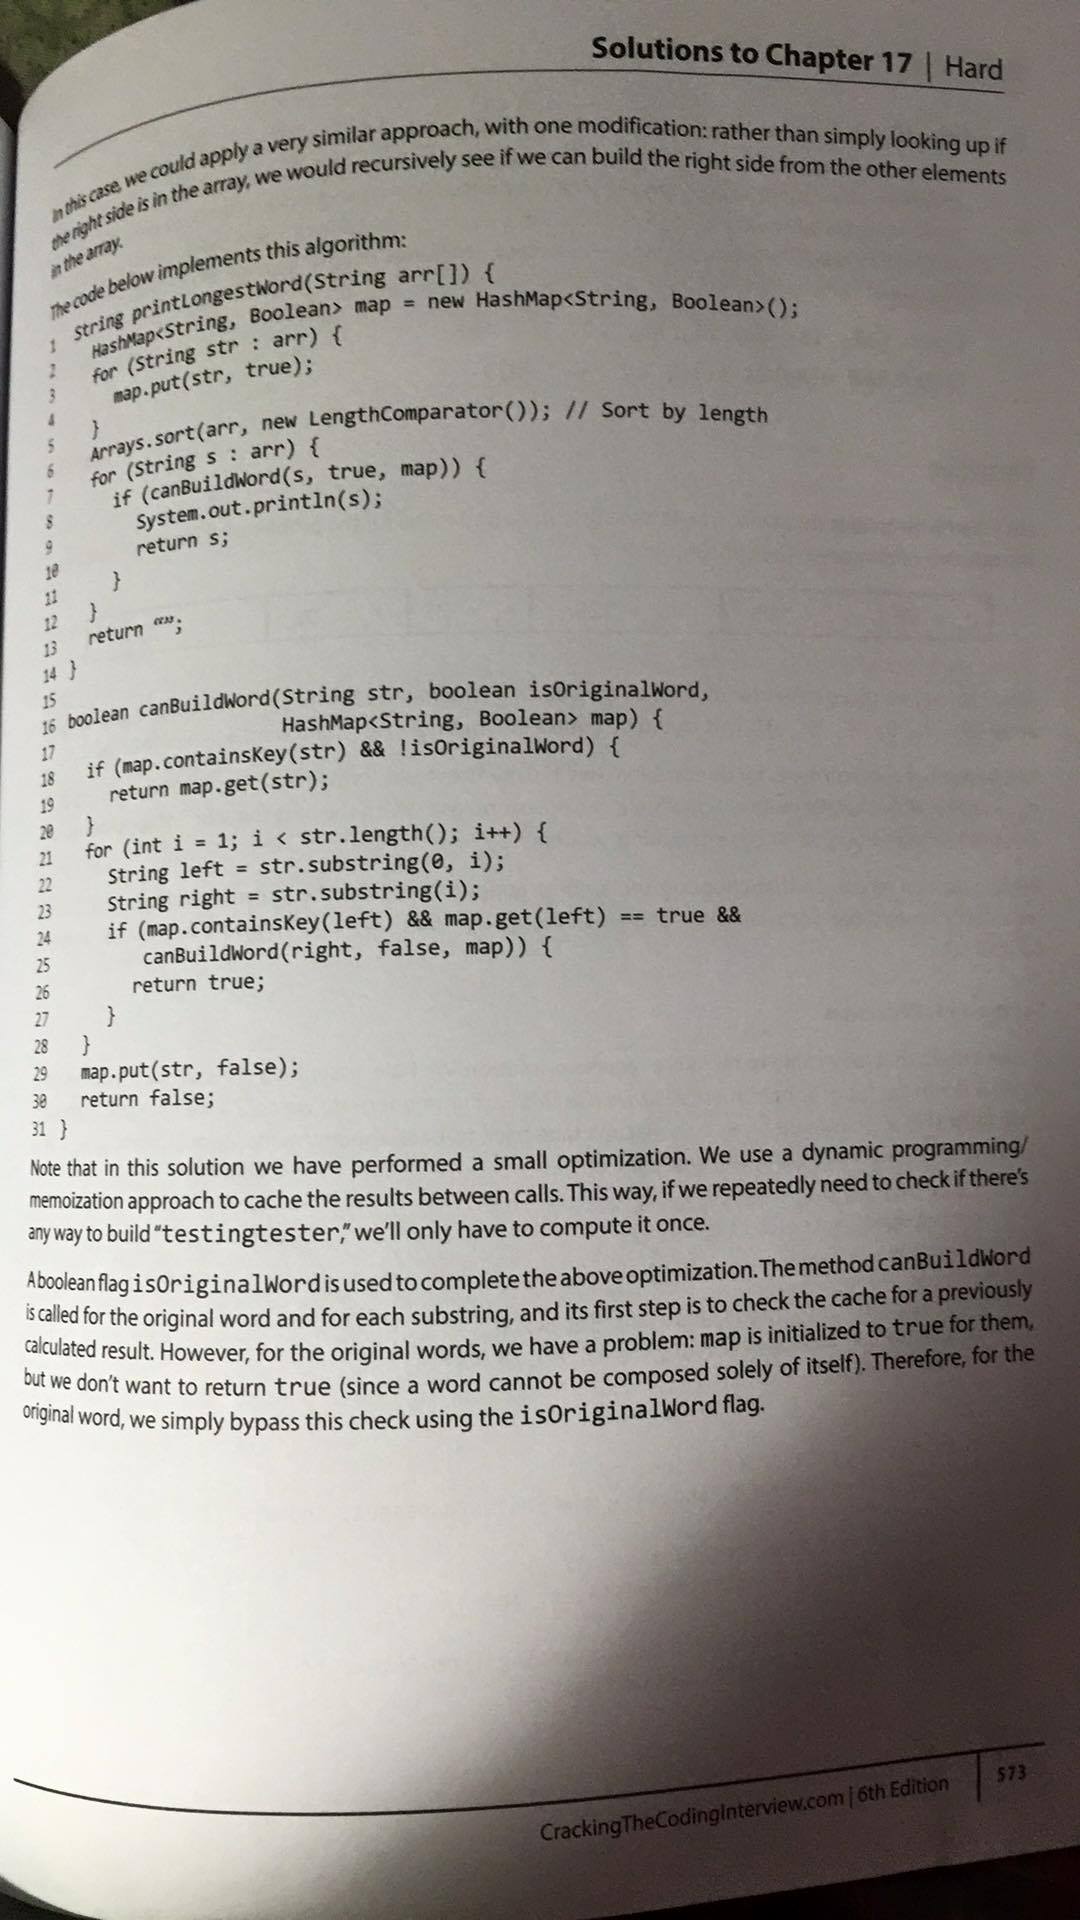 Solutions to Chapter 17 | Hard
In this case, we could apply a very similar approach, with one modification: rather than simply looking up if
the right side is in the array, we would recursively see if we can build the right side from the other elements
in the array.
The code below implements this algorithm:
1 String printLongestWord(String arr[]) {
2 HashMap<String, Boolean> map = new HashMap<String, Boolean>();
3 for (String str : arr) {
4 map.put(str, true);
5 }
6 Arrays.sort(arr, new LengthComparator()); // Sort by length
7 for (String s : arr) {
8 if (canBuildWord(s, true, map)) {
9 System.out.println(s);
10 return s;
11 }
12 }
13 return “”;
14 }
15
16 boolean canBuildWord(String str, boolean isOriginalWord,
17 HashMap<String, Boolean> map) {
18 if (map.containsKey(str) && !isOriginalWord) {
19 return map.get(str);
20 }
21 for (int i = 1; i < str.length(); i++) {
22 String left = str.substring(0, i);
23 String right = str.substring(i);
24 if (map.containsKey(left) && map.get(left) == true &&
25 canBuildWord(right, false, map)) {
26 return true;
27 }
28 }
29 map.put(str, false);
30 return false;
31 }
Note that in this solution we have performed a small optimization. We use a dynamic programming/
memoization approach to cache the results between calls. This way, if we repeatedly need to check if there's
any way to build "testingtester," we'll only have to compute it once.
A boolean flag isOriginalWord is used to complete the above optimization. The method canBuildWord
is called for the original word and for each substring, and its first step is to check the cache for a previously
calculated result. However, for the original words, we have a problem: map is initialized to true for them,
but we don't want to return true (since a word cannot be composed solely of itself). Therefore, for the
original word, we simply bypass this check using the isOriginalWord flag.
CrackingTheCodingInterview.com | 6th Edition 573